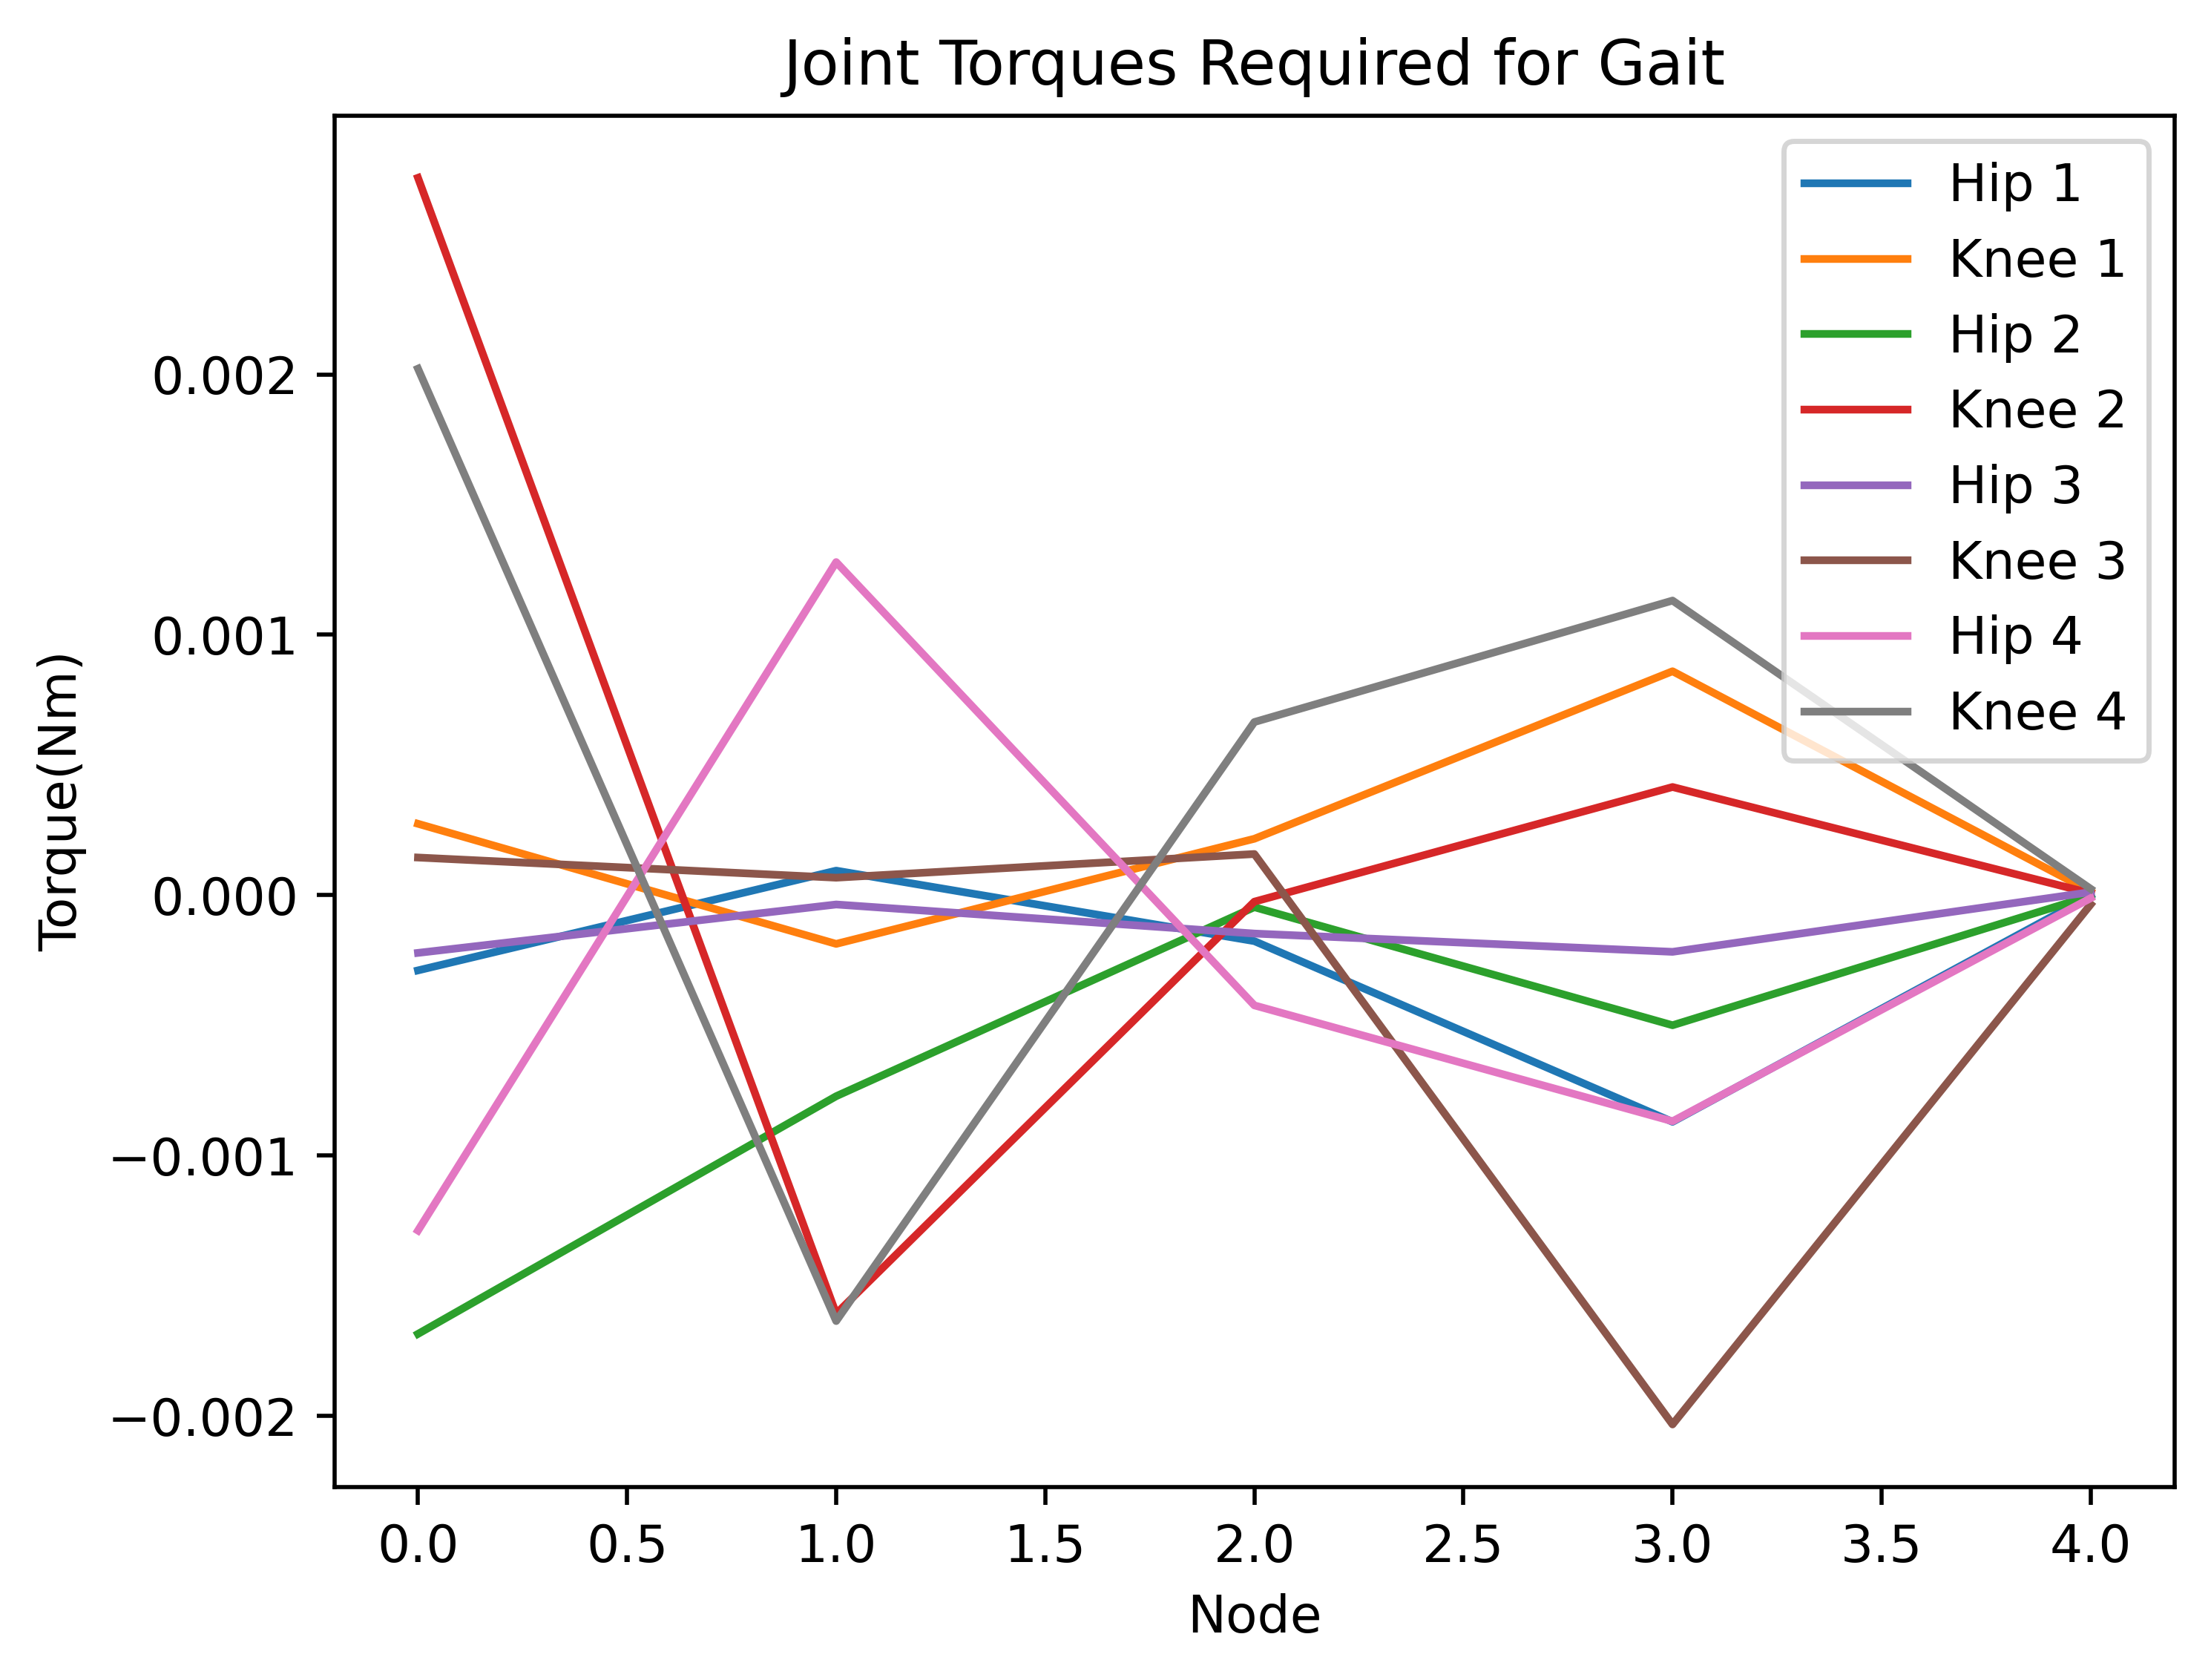 Joint Torques Required for Gait
Hip 1
Knee 1
Hip 2
Knee 2
Hip 3
Knee 3
Hip 4
Knee 4
Torque(Nm)
0.002
0.001
0.000
−0.001
−0.002
0.0 0.5 1.0 1.5 2.0 2.5 3.0 3.5 4.0
Node